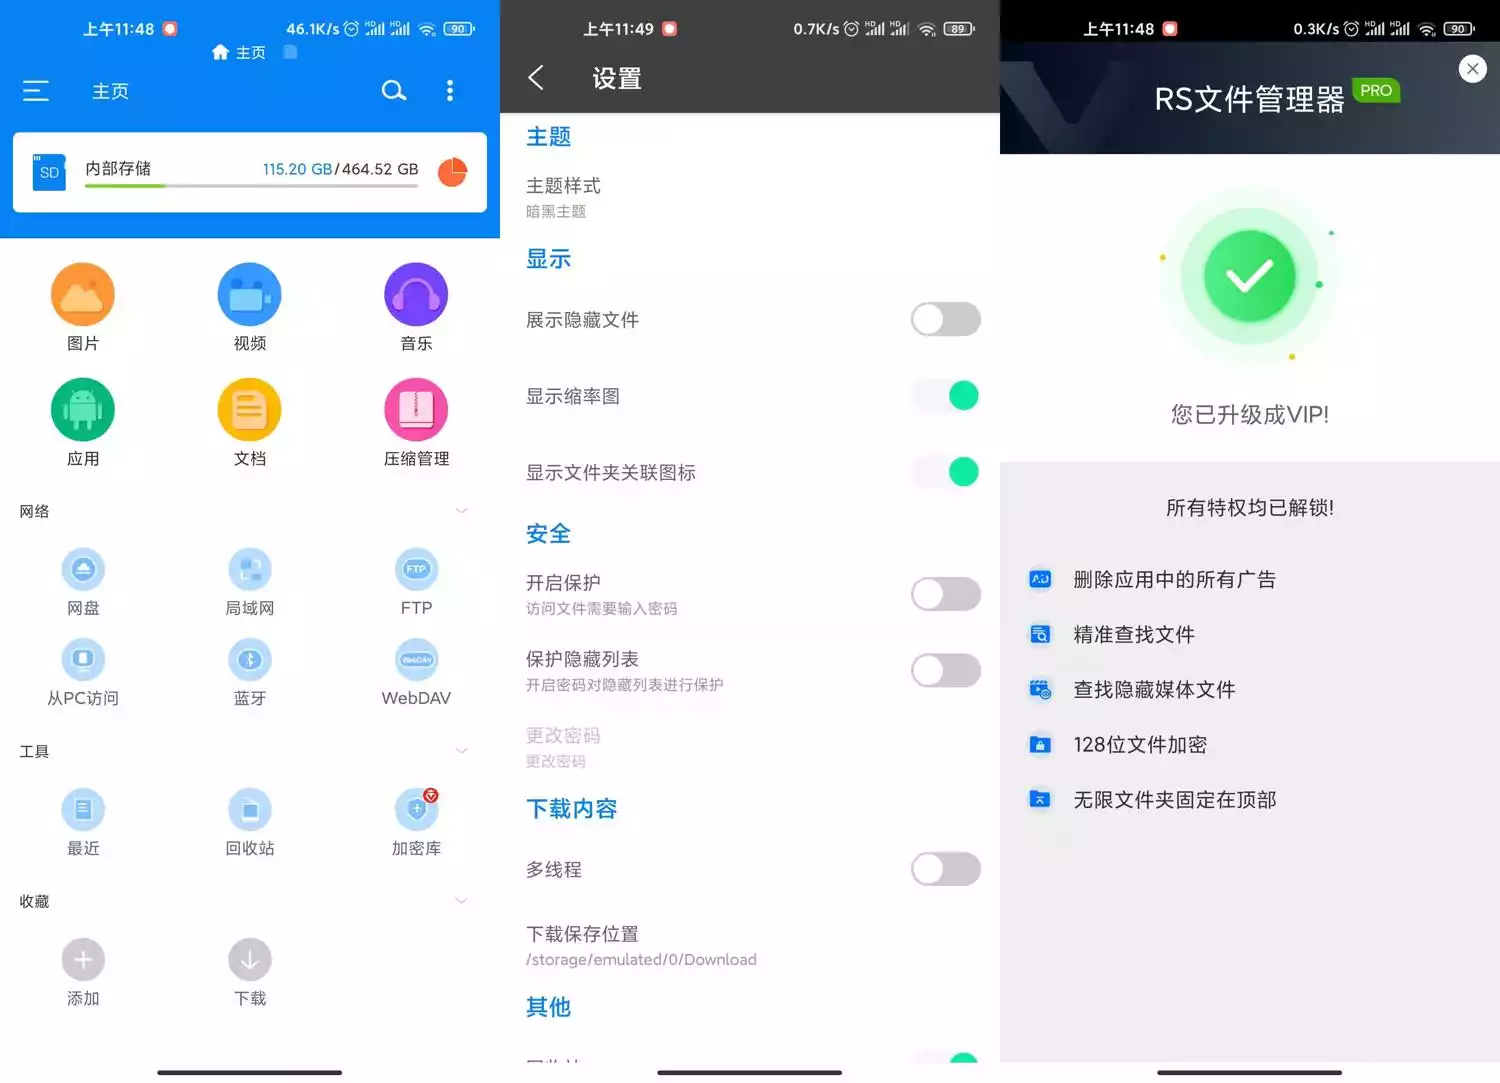 上午11:48
46.1K/s
HD
HD
90
主页
主页
SD
内部存储
115.20 GB/464.52 GB
图片
视频
音乐
应用
文档
压缩管理
网络
网盘
局域网
FTP
FTP
从PC访问
蓝牙
WebDAV
WebDAV
工具
最近
回收站
加密库
收藏
添加
下载
上午11:49
0.7K/s
HD
HD
89
设置
主题
主题样式
暗黑主题
显示
展示隐藏文件
显示缩率图
显示文件夹关联图标
安全
开启保护
访问文件需要输入密码
保护隐藏列表
开启密码对隐藏列表进行保护
更改密码
更改密码
下载内容
多线程
下载保存位置
/storage/emulated/0/Download
其他
上午11:48
0.3K/s
HD
HD
90
RS文件管理器
PRO
您已升级成VIP!
所有特权均已解锁!
AD
删除应用中的所有广告
精准查找文件
查找隐藏媒体文件
128位文件加密
无限文件夹固定在顶部